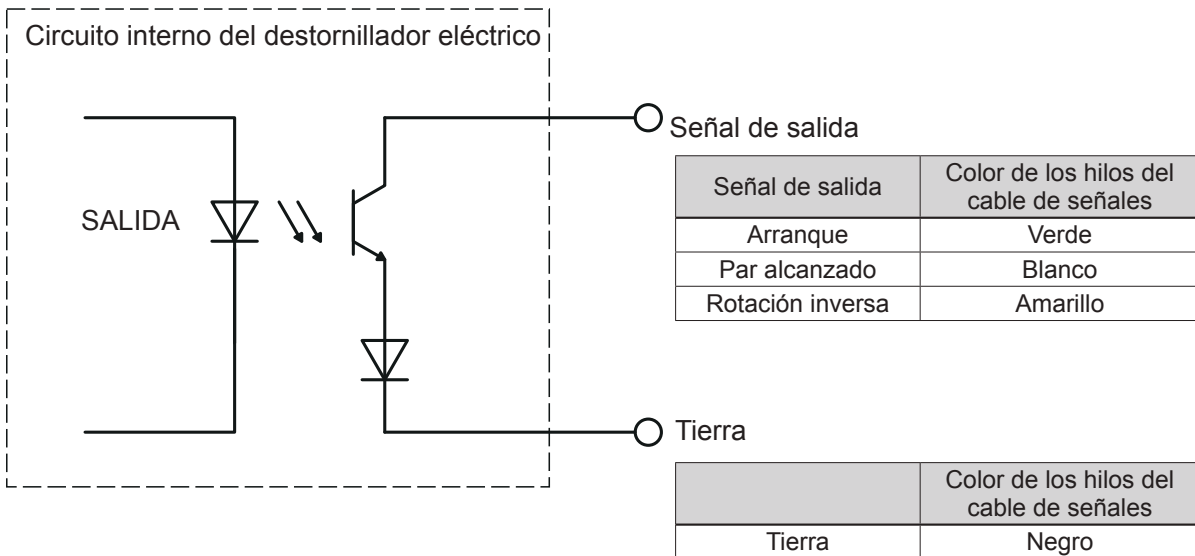 Circuito interno del destornillador eléctrico
SALIDA
Señal de salida
Señal de salida
Color de los hilos del
cable de señales
Arranque
Verde
Par alcanzado
Blanco
Rotación inversa
Amarillo
Tierra
Color de los hilos del
cable de señales
Tierra
Negro